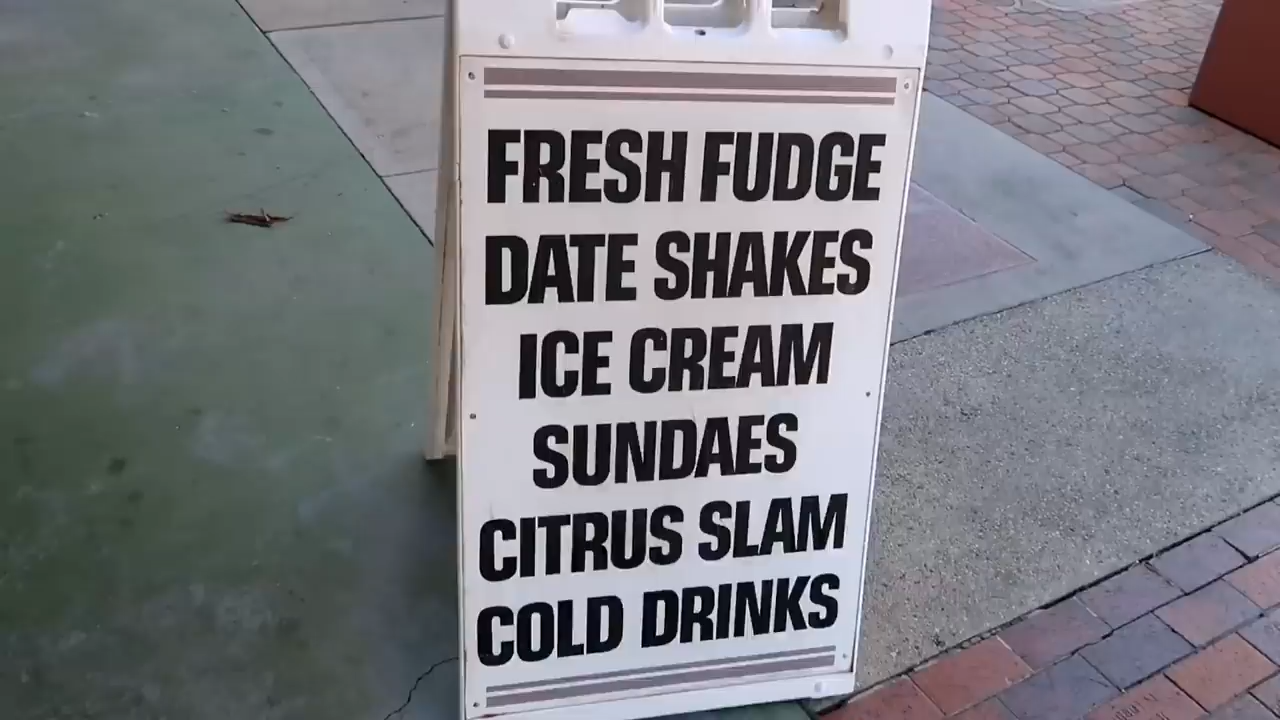 FRESH FUDGE
DATE SHAKES
ICE CREAM
SUNDAES
CITRUS SLAM
COLD DRINKS